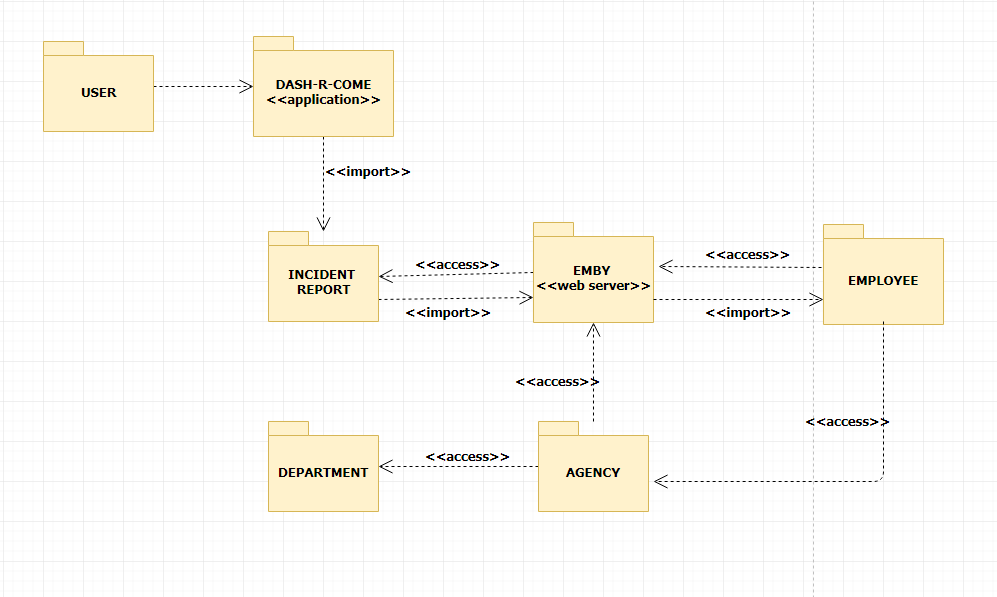 USER
DASH-R-COME
<<application>>
<<import>>
INCIDENT
REPORT
<<access>>
<<import>>
EMBY
<<web server>>
<<access>>
<<import>>
EMPLOYEE
<<access>>
<<access>>
DEPARTMENT
<<access>>
AGENCY